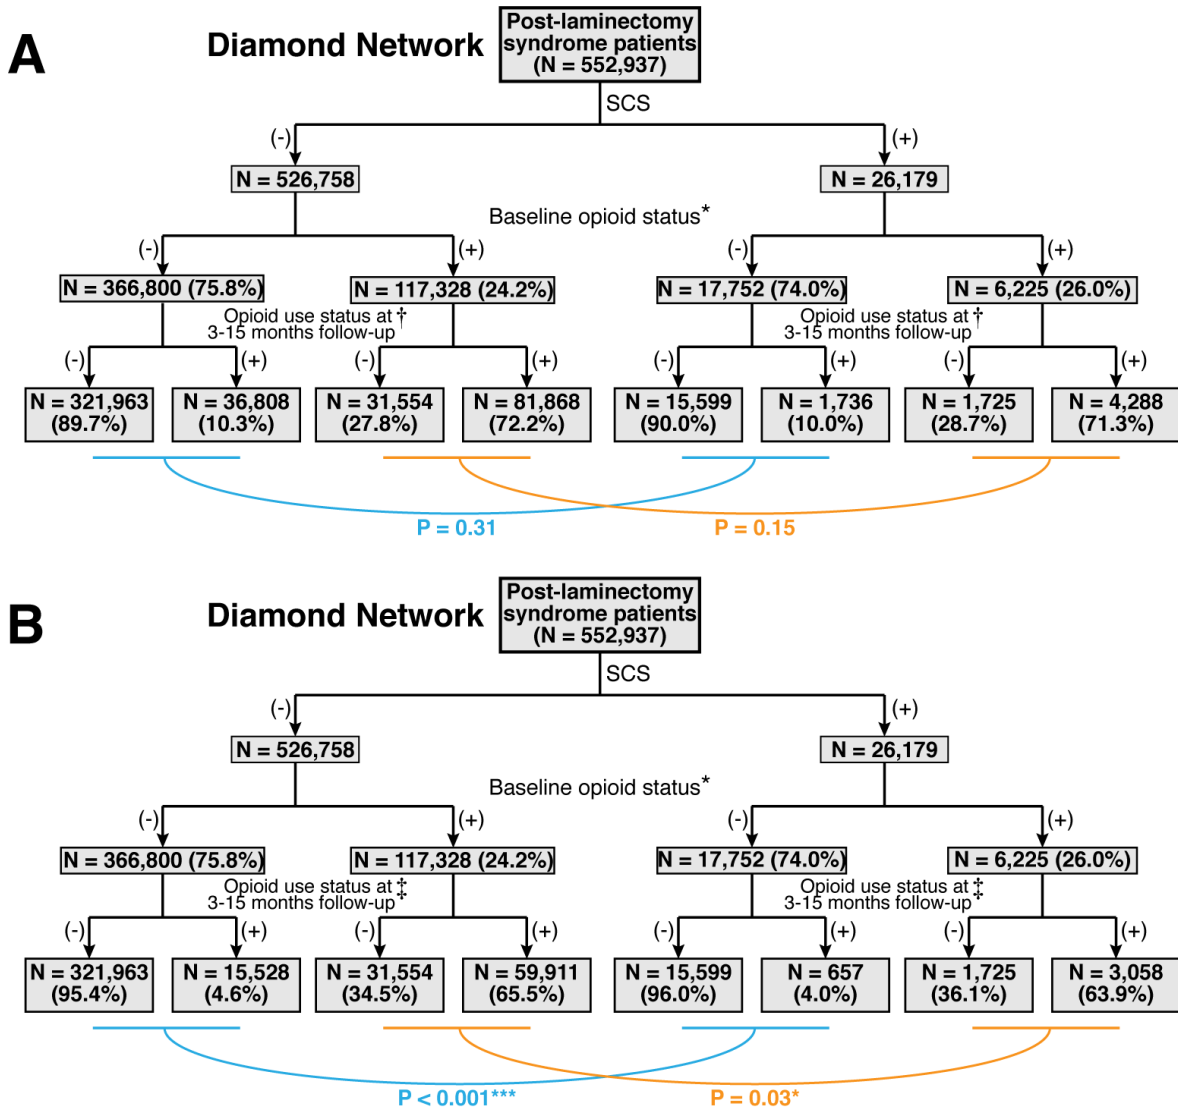 A
Diamond Network
Post-laminectomy
syndrome patients
(N = 552,937)
SCS
(-)
(+)
N = 526,758
N = 26,179
Baseline opioid status*
(-)
(+)
(-)
(+)
N = 366,800 (75.8%)
N = 117,328 (24.2%)
N = 17,752 (74.0%)
N = 6,225 (26.0%)
Opioid use status at †
3-15 months follow-up
Opioid use status at †
3-15 months follow-up
(-)
(+)
(-)
(+)
(-)
(+)
(-)
(+)
N = 321,963
(89.7%)
N = 36,808
(10.3%)
N = 31,554
(27.8%)
N = 81,868
(72.2%)
N = 15,599
(90.0%)
N = 1,736
(10.0%)
N = 1,725
(28.7%)
N = 4,288
(71.3%)
P = 0.31
P = 0.15
B
Diamond Network
Post-laminectomy
syndrome patients
(N = 552,937)
SCS
(-)
(+)
N = 526,758
N = 26,179
Baseline opioid status*
(-)
(+)
(-)
(+)
N = 366,800 (75.8%)
N = 117,328 (24.2%)
N = 17,752 (74.0%)
N = 6,225 (26.0%)
Opioid use status at ‡
3-15 months follow-up
Opioid use status at ‡
3-15 months follow-up
(-)
(+)
(-)
(+)
(-)
(+)
(-)
(+)
N = 321,963
(95.4%)
N = 15,528
(4.6%)
N = 31,554
(34.5%)
N = 59,911
(65.5%)
N = 15,599
(96.0%)
N = 657
(4.0%)
N = 1,725
(36.1%)
N = 3,058
(63.9%)
P < 0.001***
P = 0.03*